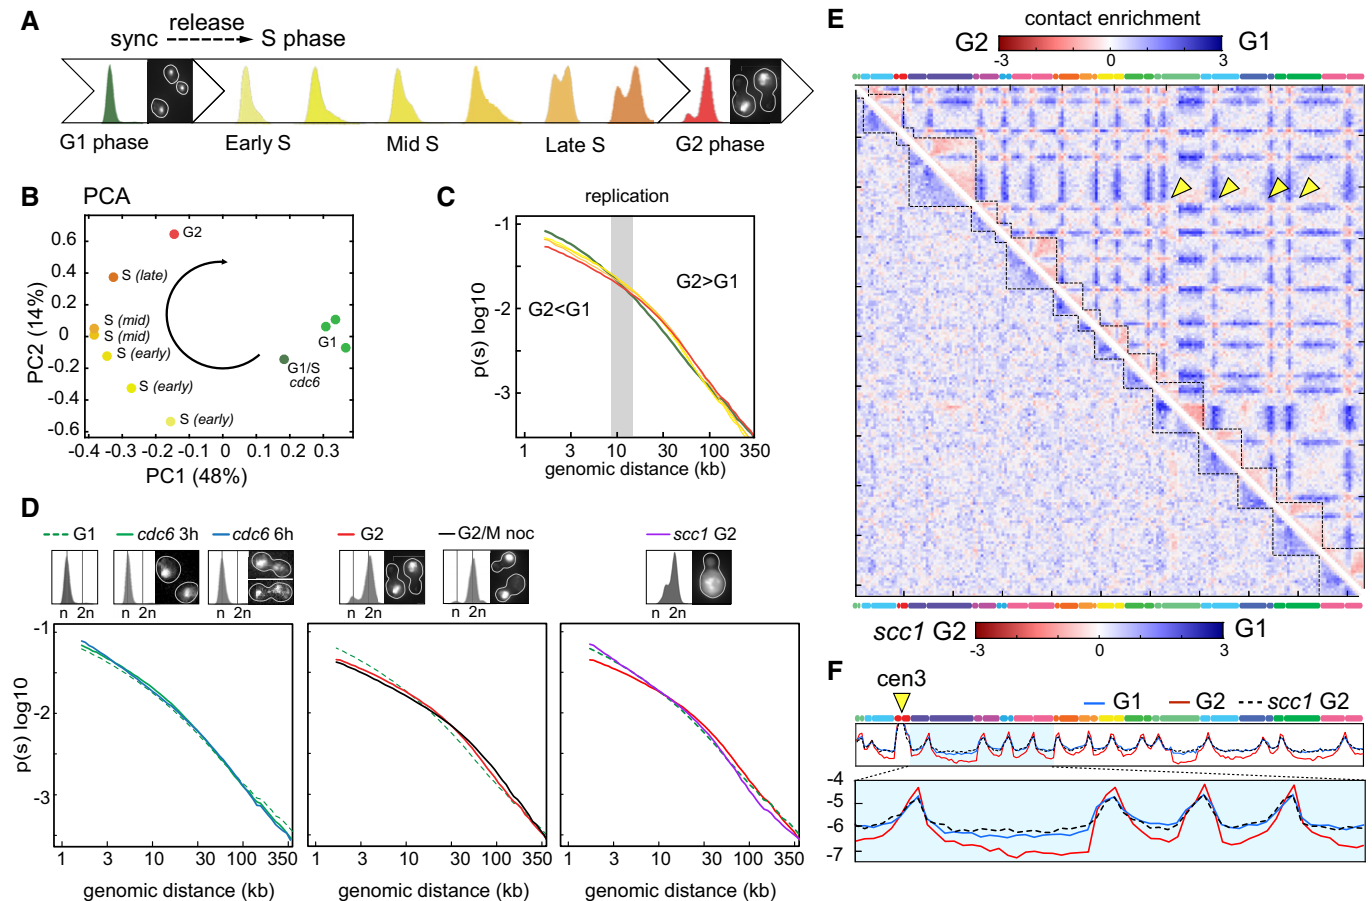 A
sync release S phase
G1 phase Early S Mid S Late S G2 phase
B
PCA
PC2 (14%)
0.6
0.4
0.2
0
-0.2
-0.4
-0.6
G2
S (late)
S (mid)
S (mid)
S (early)
S (early)
S (early)
G1
G1/S
cdc6
-0.4 -0.3 -0.2 -0.1 0 0.1 0.2 0.3
PC1 (48%)
C
replication
p(s) log10
-1
-2
-3
G2>G1
G2<G1
1 3 10 30 100 350
genomic distance (kb)
D
G1 cdc6 3h cdc6 6h
n 2n n 2n n 2n
G2 G2/M noc
n 2n n 2n
scc1 G2
n 2n
p(s) log10
-1
-2
-3
1 3 10 30 100 350
genomic distance (kb)
1 3 10 30 100 350
genomic distance (kb)
1 3 10 30 100 350
genomic distance (kb)
E
contact enrichment
G2 G1
-3 0 3
scc1 G2 G1
-3 0 3
F
cen3
G1 G2 scc1 G2
-4
-5
-6
-7